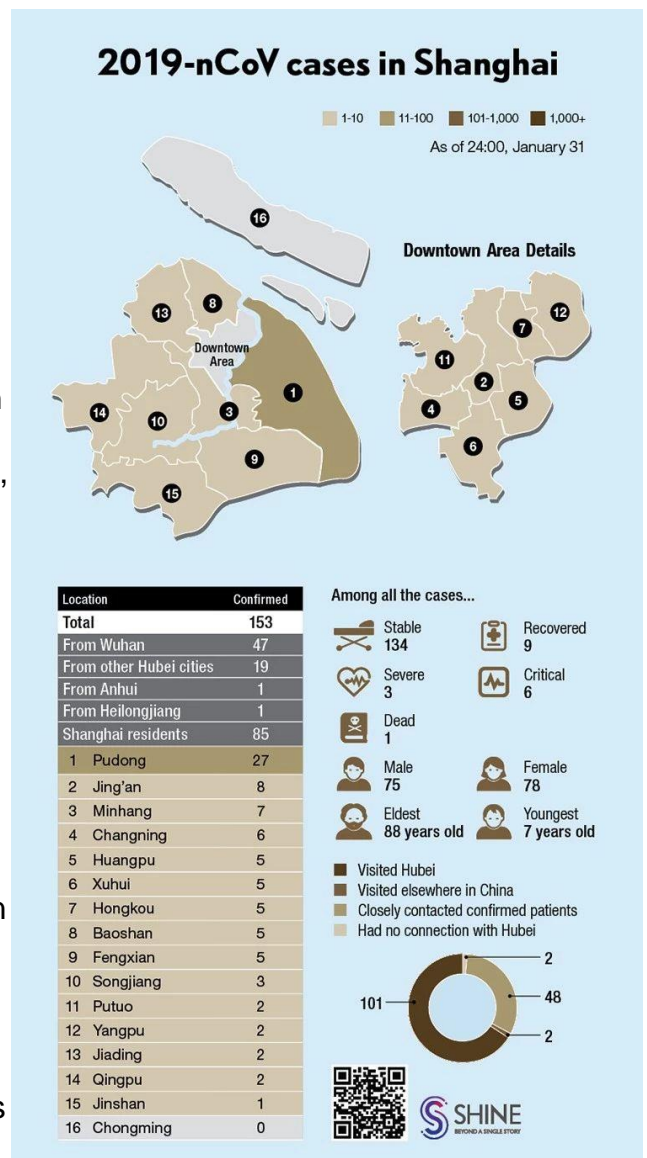 2019-nCoV cases in Shanghai
1-10 11-100 101-1,000 1,000+
As of 24:00, January 31
16
13
8
Downtown
Area
1
14
10
3
9
15
Downtown Area Details
12
7
11
2
5
4
6
n
,
n
s
Location Confirmed
Total 153
From Wuhan 47
From other Hubei cities 19
From Anhui 1
From Heilongjiang 1
Shanghai residents 85
1 Pudong 27
2 Jing'an 8
3 Minhang 7
4 Changning 6
5 Huangpu 5
6 Xuhui 5
7 Hongkou 5
8 Baoshan 5
9 Fengxian 5
10 Songjiang 3
11 Putuo 2
12 Yangpu 2
13 Jiading 2
14 Qingpu 2
15 Jinshan 1
16 Chongming 0
Among all the cases...
Stable
134
Recovered
9
Severe
3
Critical
6
Dead
1
Male
75
Female
78
Eldest
88 years old
Youngest
7 years old
Visited Hubei
Visited elsewhere in China
Closely contacted confirmed patients
Had no connection with Hubei
2
101
48
2
SHINE
BEYOND A SINGLE STORY